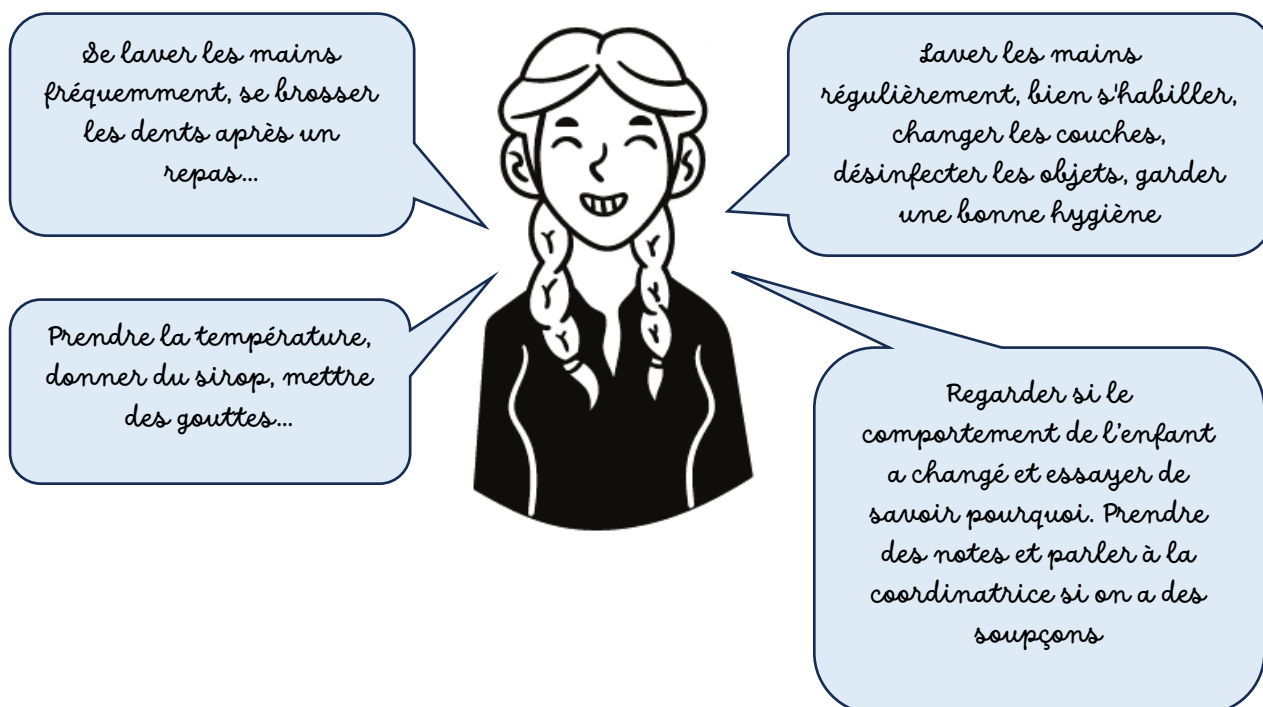 Se laver les mains
fréquemment, se brosser
les dents après un
repas...
Laver les mains
régulièrement, bien s'habiller,
changer les couches,
désinfecter les objets, garder
une bonne hygiène
Prendre la température,
donner du sirop, mettre
des gouttes...
Regarder si le
comportement de l'enfant
a changé et essayer de
savoir pourquoi. Prendre
des notes et parler à la
coordinatrice si on a des
soupçons